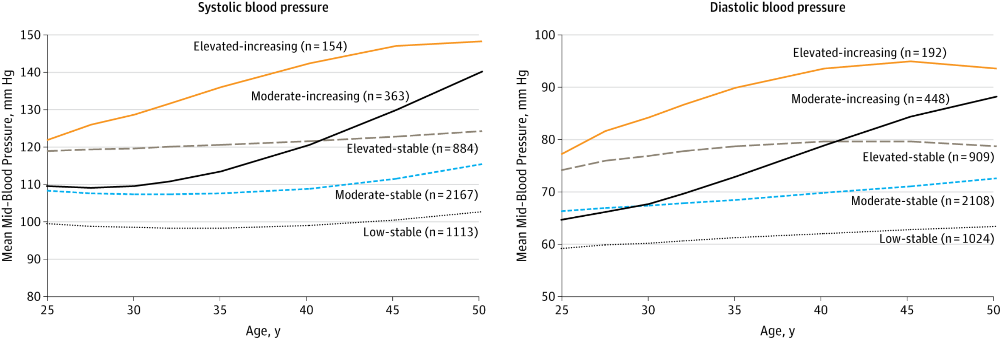 Systolic blood pressure
Mean Mid–Blood Pressure, mm Hg
150
140
130
120
110
100
90
80
Elevated-increasing (n = 154)
Moderate-increasing (n = 363)
Elevated-stable (n = 884)
Moderate-stable (n = 2167)
Low-stable (n = 1113)
25 30 35 40 45 50
Age, y
Diastolic blood pressure
Mean Mid–Blood Pressure, mm Hg
100
90
80
70
60
50
Elevated-increasing (n = 192)
Moderate-increasing (n = 448)
Elevated-stable (n = 909)
Moderate-stable (n = 2108)
Low-stable (n = 1024)
25 30 35 40 45 50
Age, y